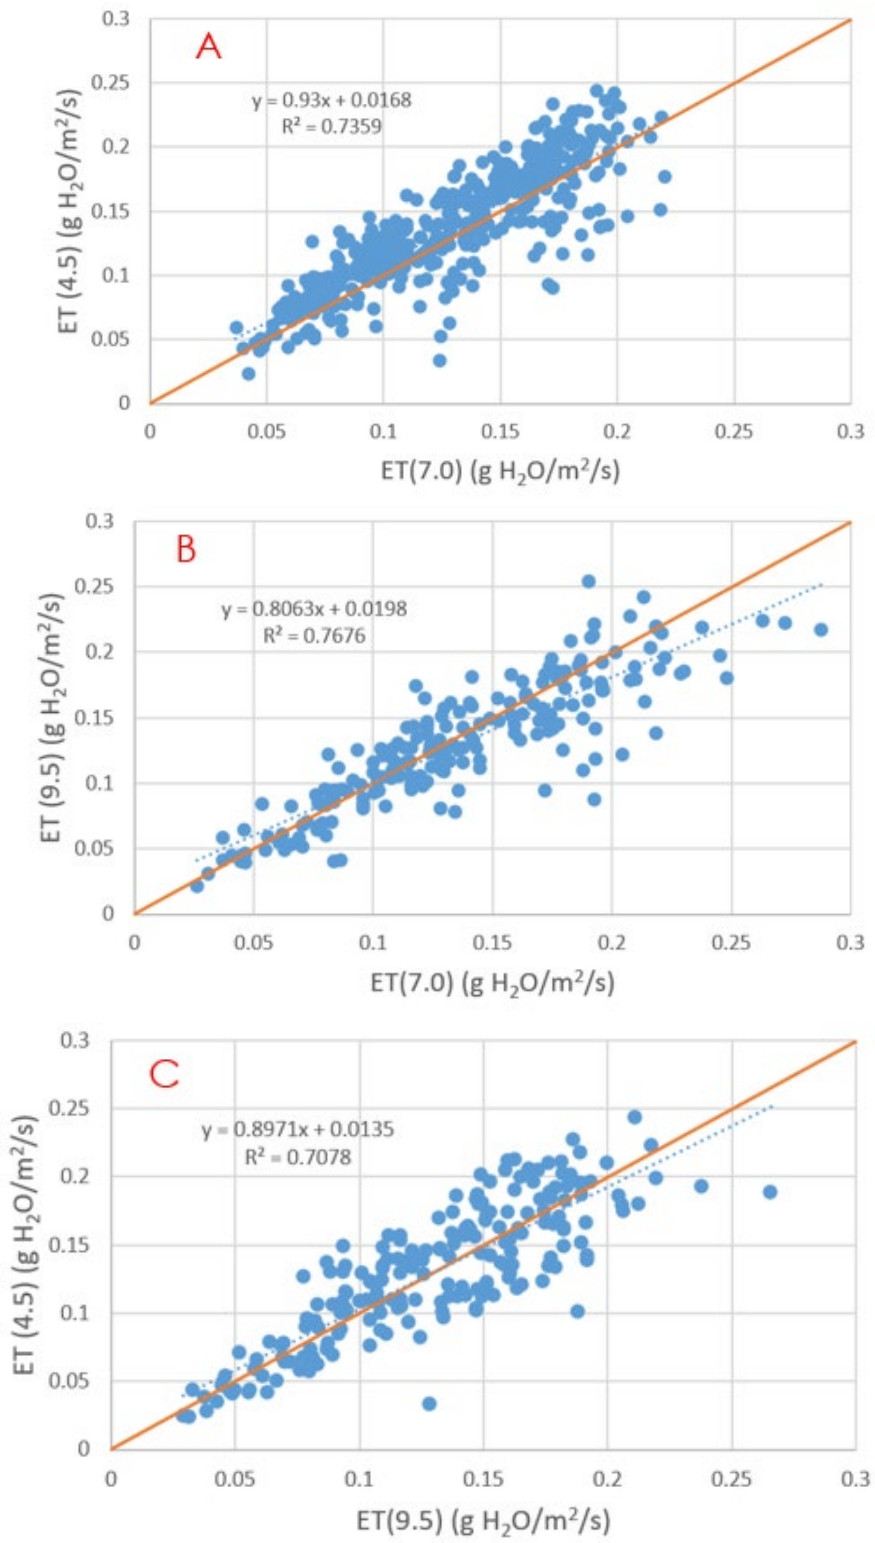 0.3
A
0.25
y = 0.93x + 0.0168
R² = 0.7359
0.2
0.15
0.1
0.05
0
ET (4.5) (g H₂O/m²/s)
0 0.05 0.1 0.15 0.2 0.25 0.3
ET(7.0) (g H₂O/m²/s)
0.3
B
0.25
y = 0.8063x + 0.0198
R² = 0.7676
0.2
0.15
0.1
0.05
0
ET (9.5) (g H₂O/m²/s)
0 0.05 0.1 0.15 0.2 0.25 0.3
ET(7.0) (g H₂O/m²/s)
0.3
C
0.25
y = 0.8971x + 0.0135
R² = 0.7078
0.2
0.15
0.1
0.05
0
ET (4.5) (g H₂O/m²/s)
0 0.05 0.1 0.15 0.2 0.25 0.3
ET(9.5) (g H₂O/m²/s)